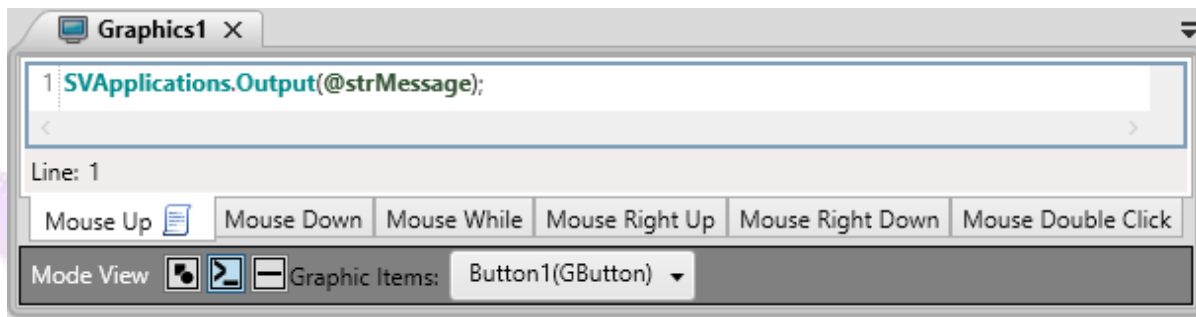 Graphics1
1 SVApplications.Output(@strMessage);
Line: 1
Mouse Up Mouse Down Mouse While Mouse Right Up Mouse Right Down Mouse Double Click
Mode View Graphic Items: Button1(GButton)